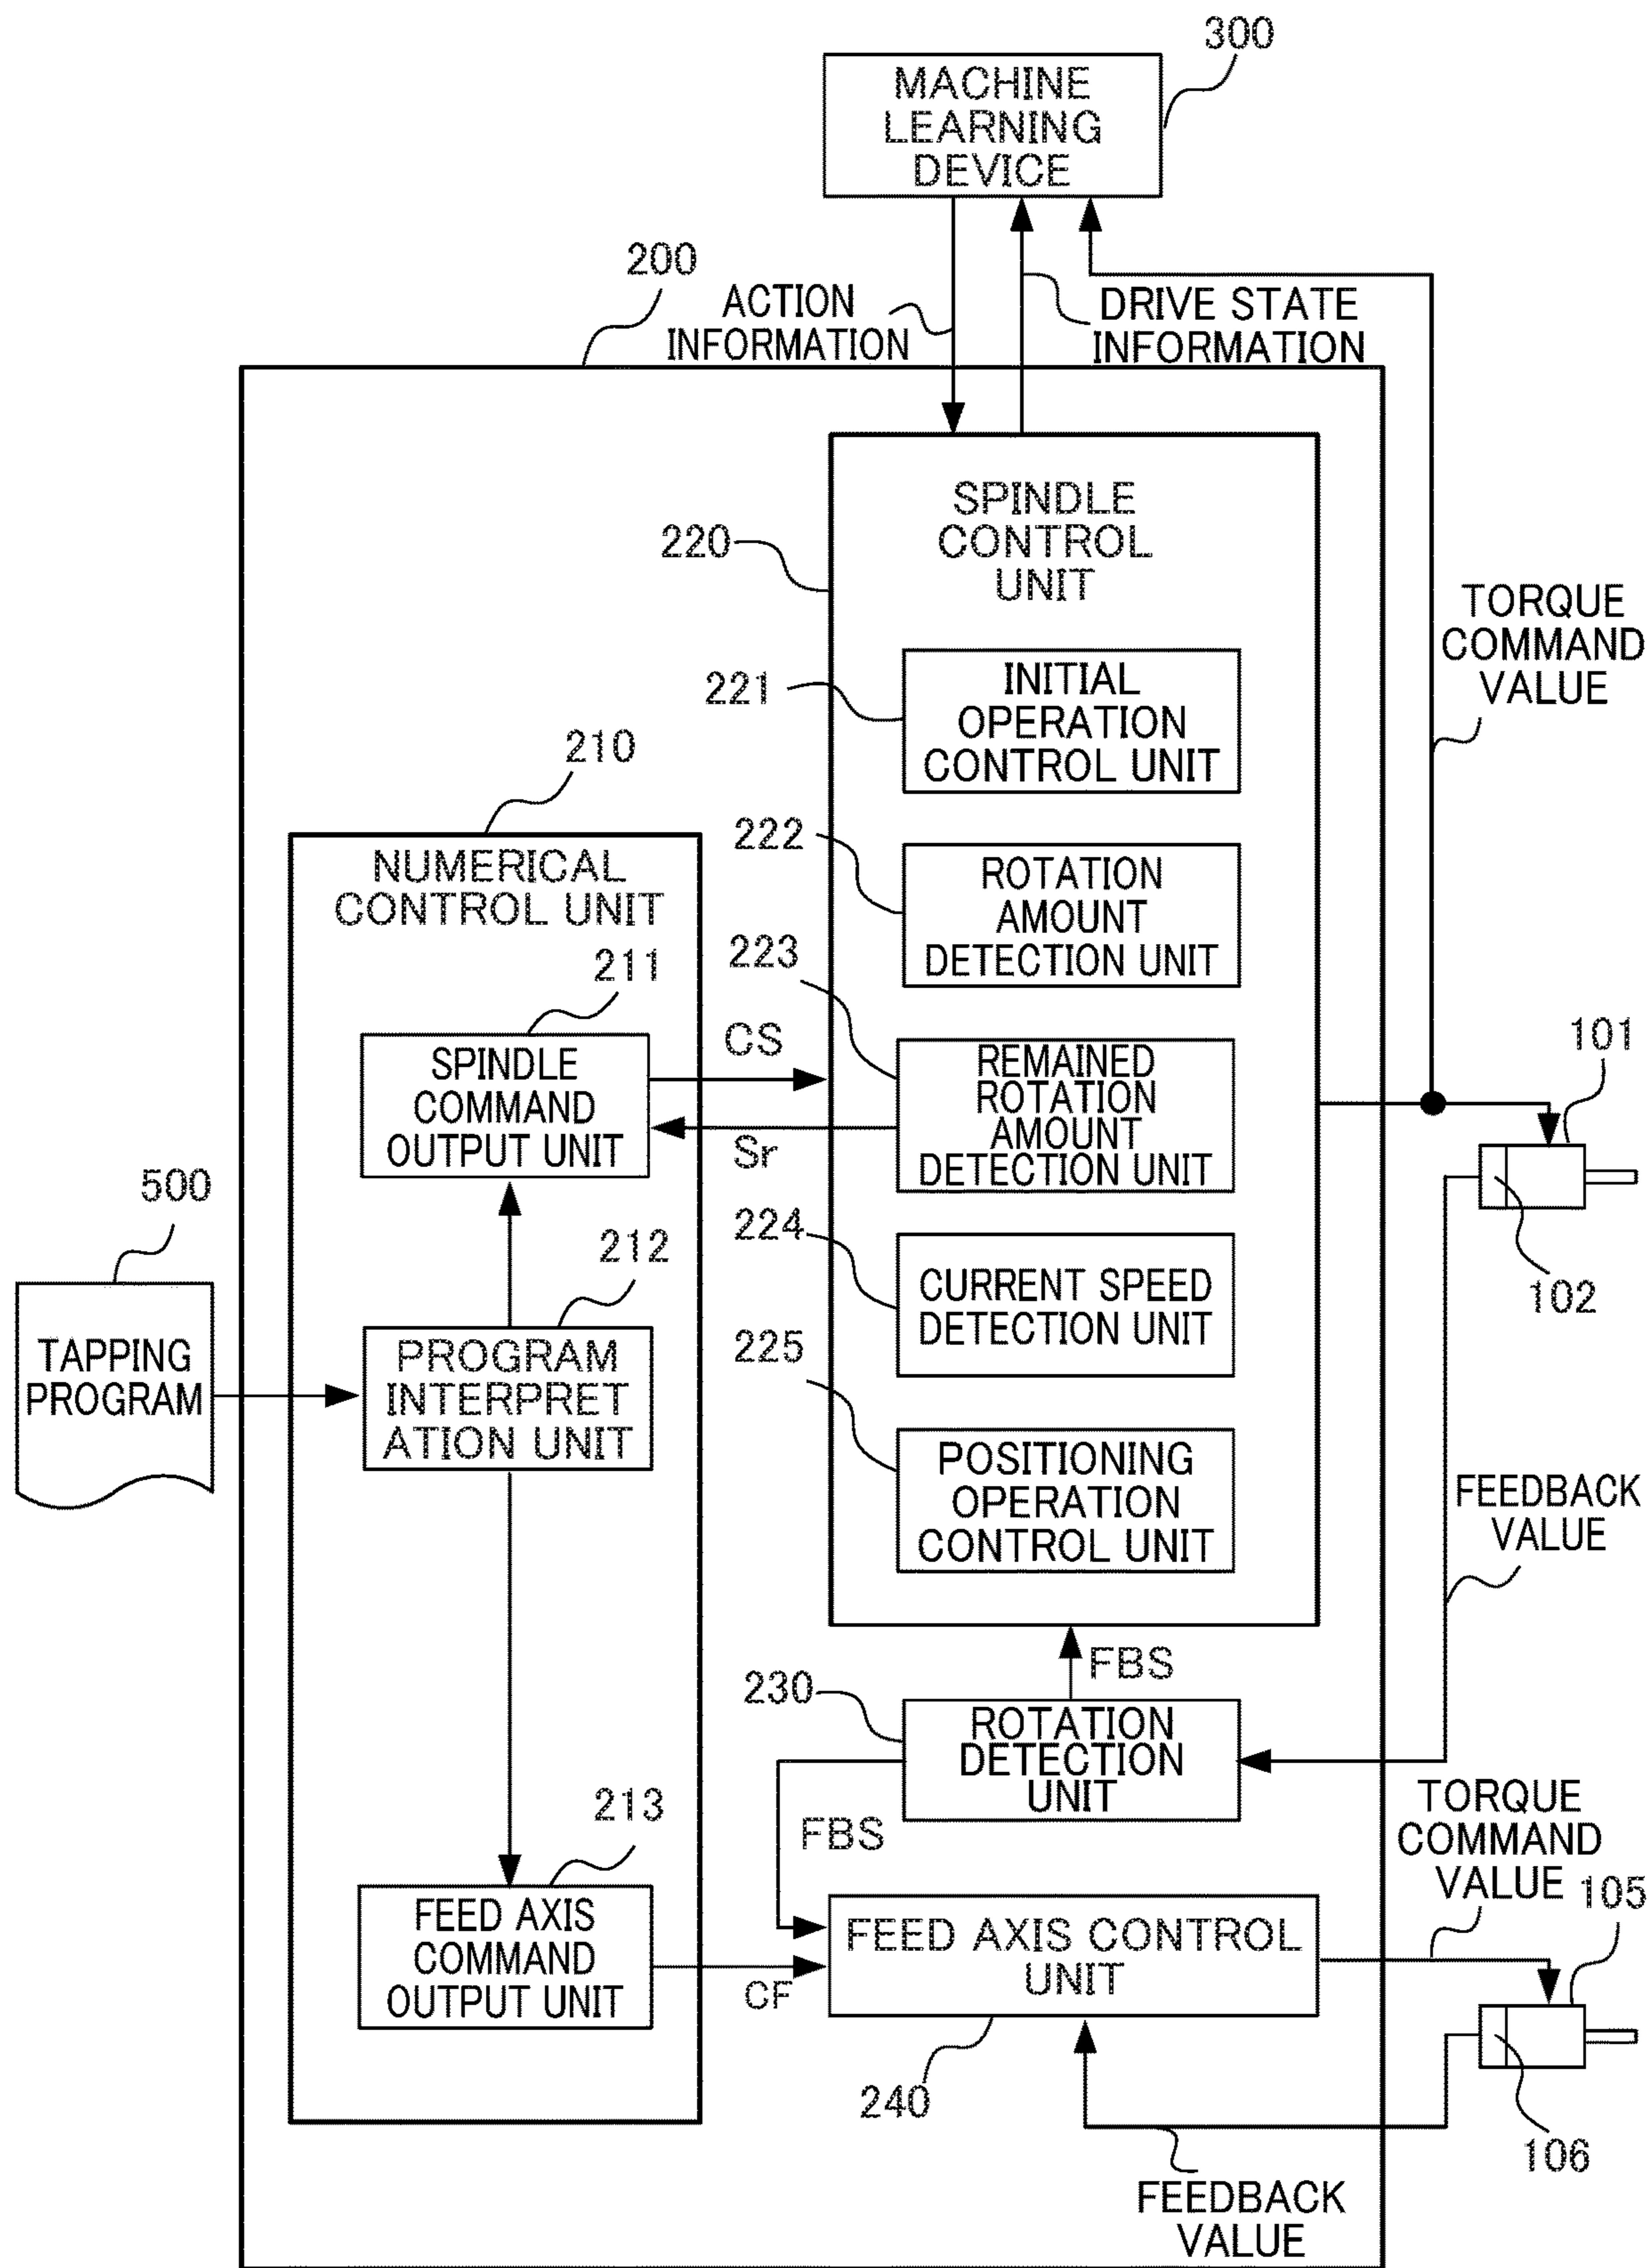 300
MACHINE
LEARNING
DEVICE
200
ACTION
INFORMATION
DRIVE STATE
INFORMATION
220
SPINDLE
CONTROL
UNIT
TORQUE
COMMAND
VALUE
221
INITIAL
OPERATION
CONTROL UNIT
210
NUMERICAL
CONTROL UNIT
222
ROTATION
AMOUNT
DETECTION UNIT
211
SPINDLE
COMMAND
OUTPUT UNIT
CS
Sr
223
REMAINED
ROTATION
AMOUNT
DETECTION UNIT
101
102
500
TAPPING
PROGRAM
212
PROGRAM
INTERPRET
ATION UNIT
224
CURRENT SPEED
DETECTION UNIT
225
POSITIONING
OPERATION
CONTROL UNIT
FEEDBACK
VALUE
FBS
230
ROTATION
DETECTION
UNIT
FBS
213
FEED AXIS
COMMAND
OUTPUT UNIT
CF
FEED AXIS CONTROL
UNIT
240
TORQUE
COMMAND
VALUE
105
106
FEEDBACK
VALUE